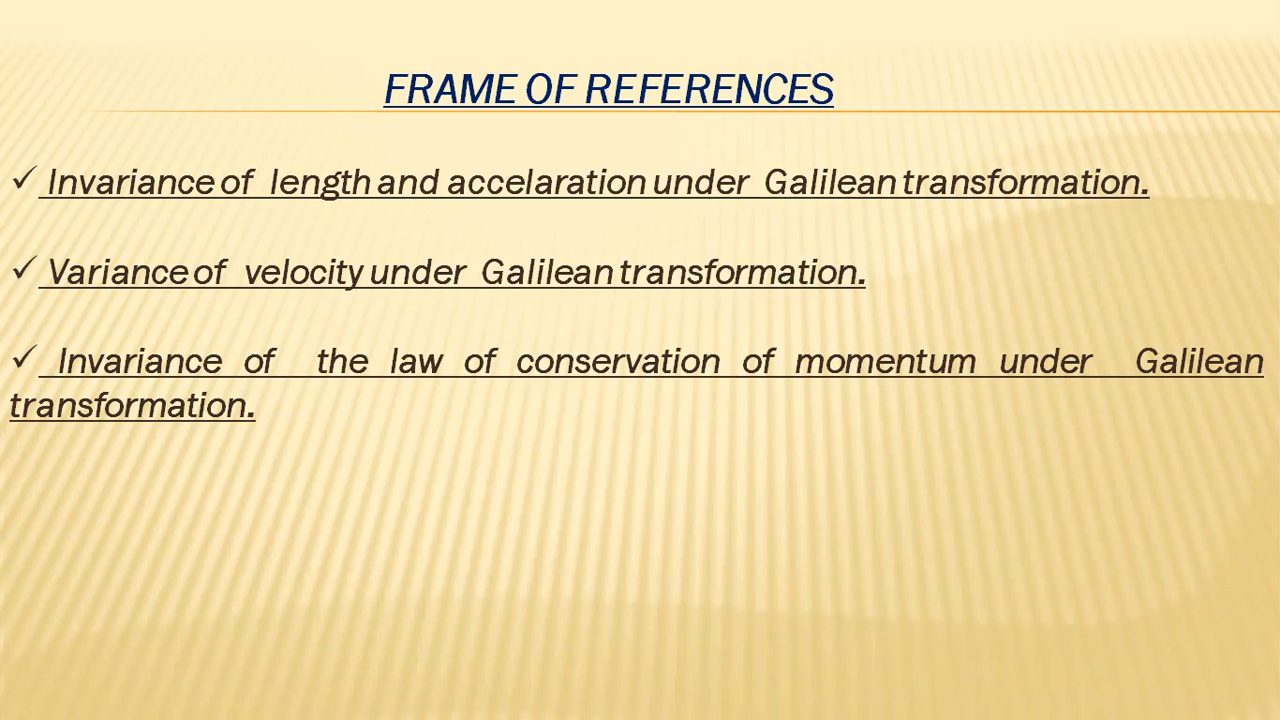 FRAME OF REFERENCES
✓ Invariance of length and accelaration under Galilean transformation.
✓ Variance of velocity under Galilean transformation.
✓ Invariance of the law of conservation of momentum under Galilean
transformation.